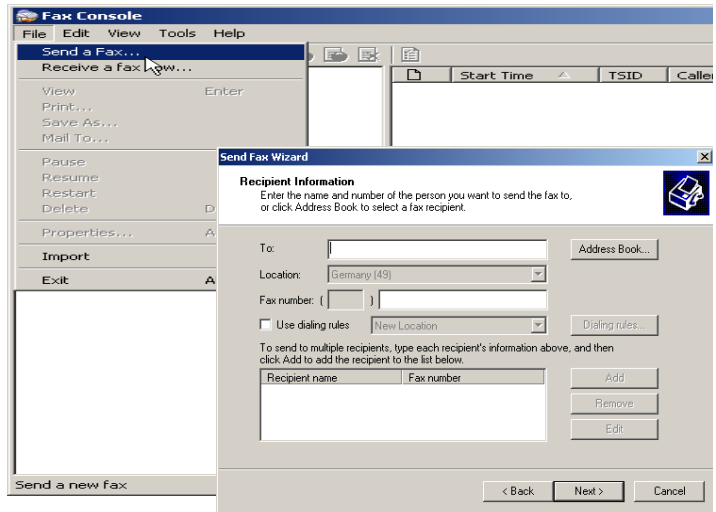 Fax Console
File Edit View Tools Help
Send a Fax...
Receive a fax now...
View Enter
Print...
Save As...
Mail To...
Pause
Resume
Restart
Delete D
Properties... A
Import
Exit A
Start Time TSID Caller
Send Fax Wizard
Recipient Information
Enter the name and number of the person you want to send the fax to,
or click Address Book to select a fax recipient.
To: Address Book...
Location: Germany (49)
Fax number: ( )
Use dialing rules New Location Dialing rules...
To send to multiple recipients, type each recipient's information above, and then
click Add to add the recipient to the list below.
Recipient name Fax number Add
Remove
Edit
< Back Next > Cancel
Send a new fax